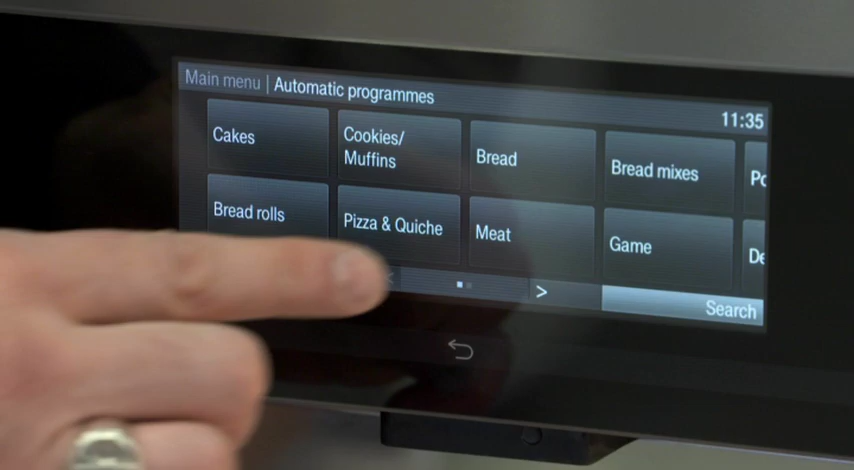 Main menu | Automatic programmes
11:35
Cakes
Cookies/
Muffins
Bread
Bread mixes
Bread rolls
Pizza & Quiche
Meat
Game
>
Search